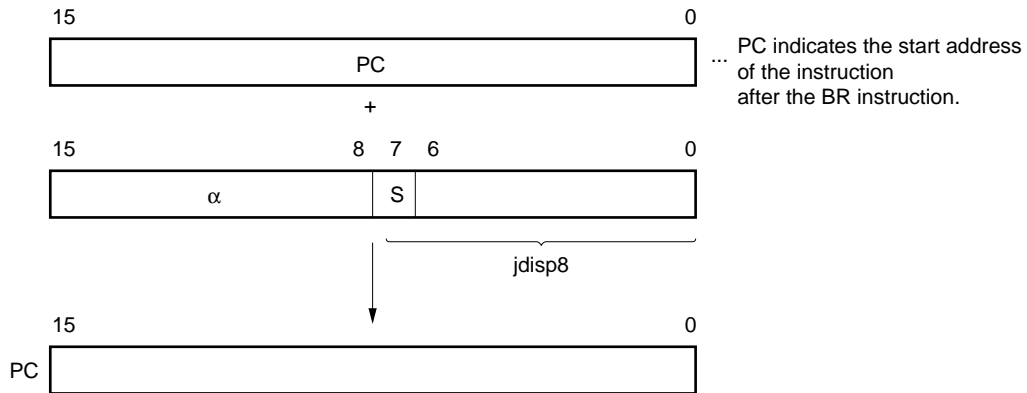 15 0
PC
... PC indicates the start address
of the instruction
after the BR instruction.
+
15 8 7 6 0
α S
jdisp8
15 0
PC